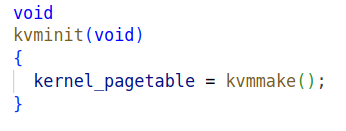 void
kvminit(void)
{
  kernel_pagetable = kvmmake();
}